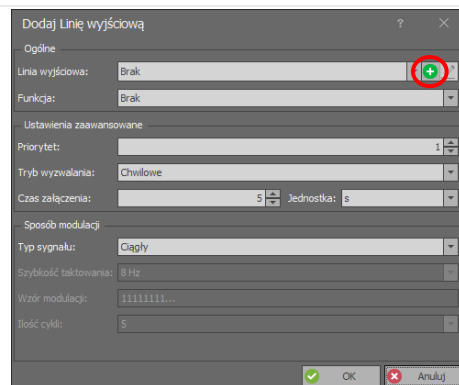 Dodaj Linię wyjściową ?
Ogólne
Linia wyjściowa: Brak
Funkcja: Brak
Ustawienia zaawansowane
Priorytet: 1
Tryb wyzwalania: Chwilowe
Czas załączenia: 5 Jednostka: s
Sposób modulacji
Typ sygnału: Ciągły
Szybkość taktowania: 8 Hz
Wzór modulacji: 11111111...
Ilość cykli: 5
OK Anuluj